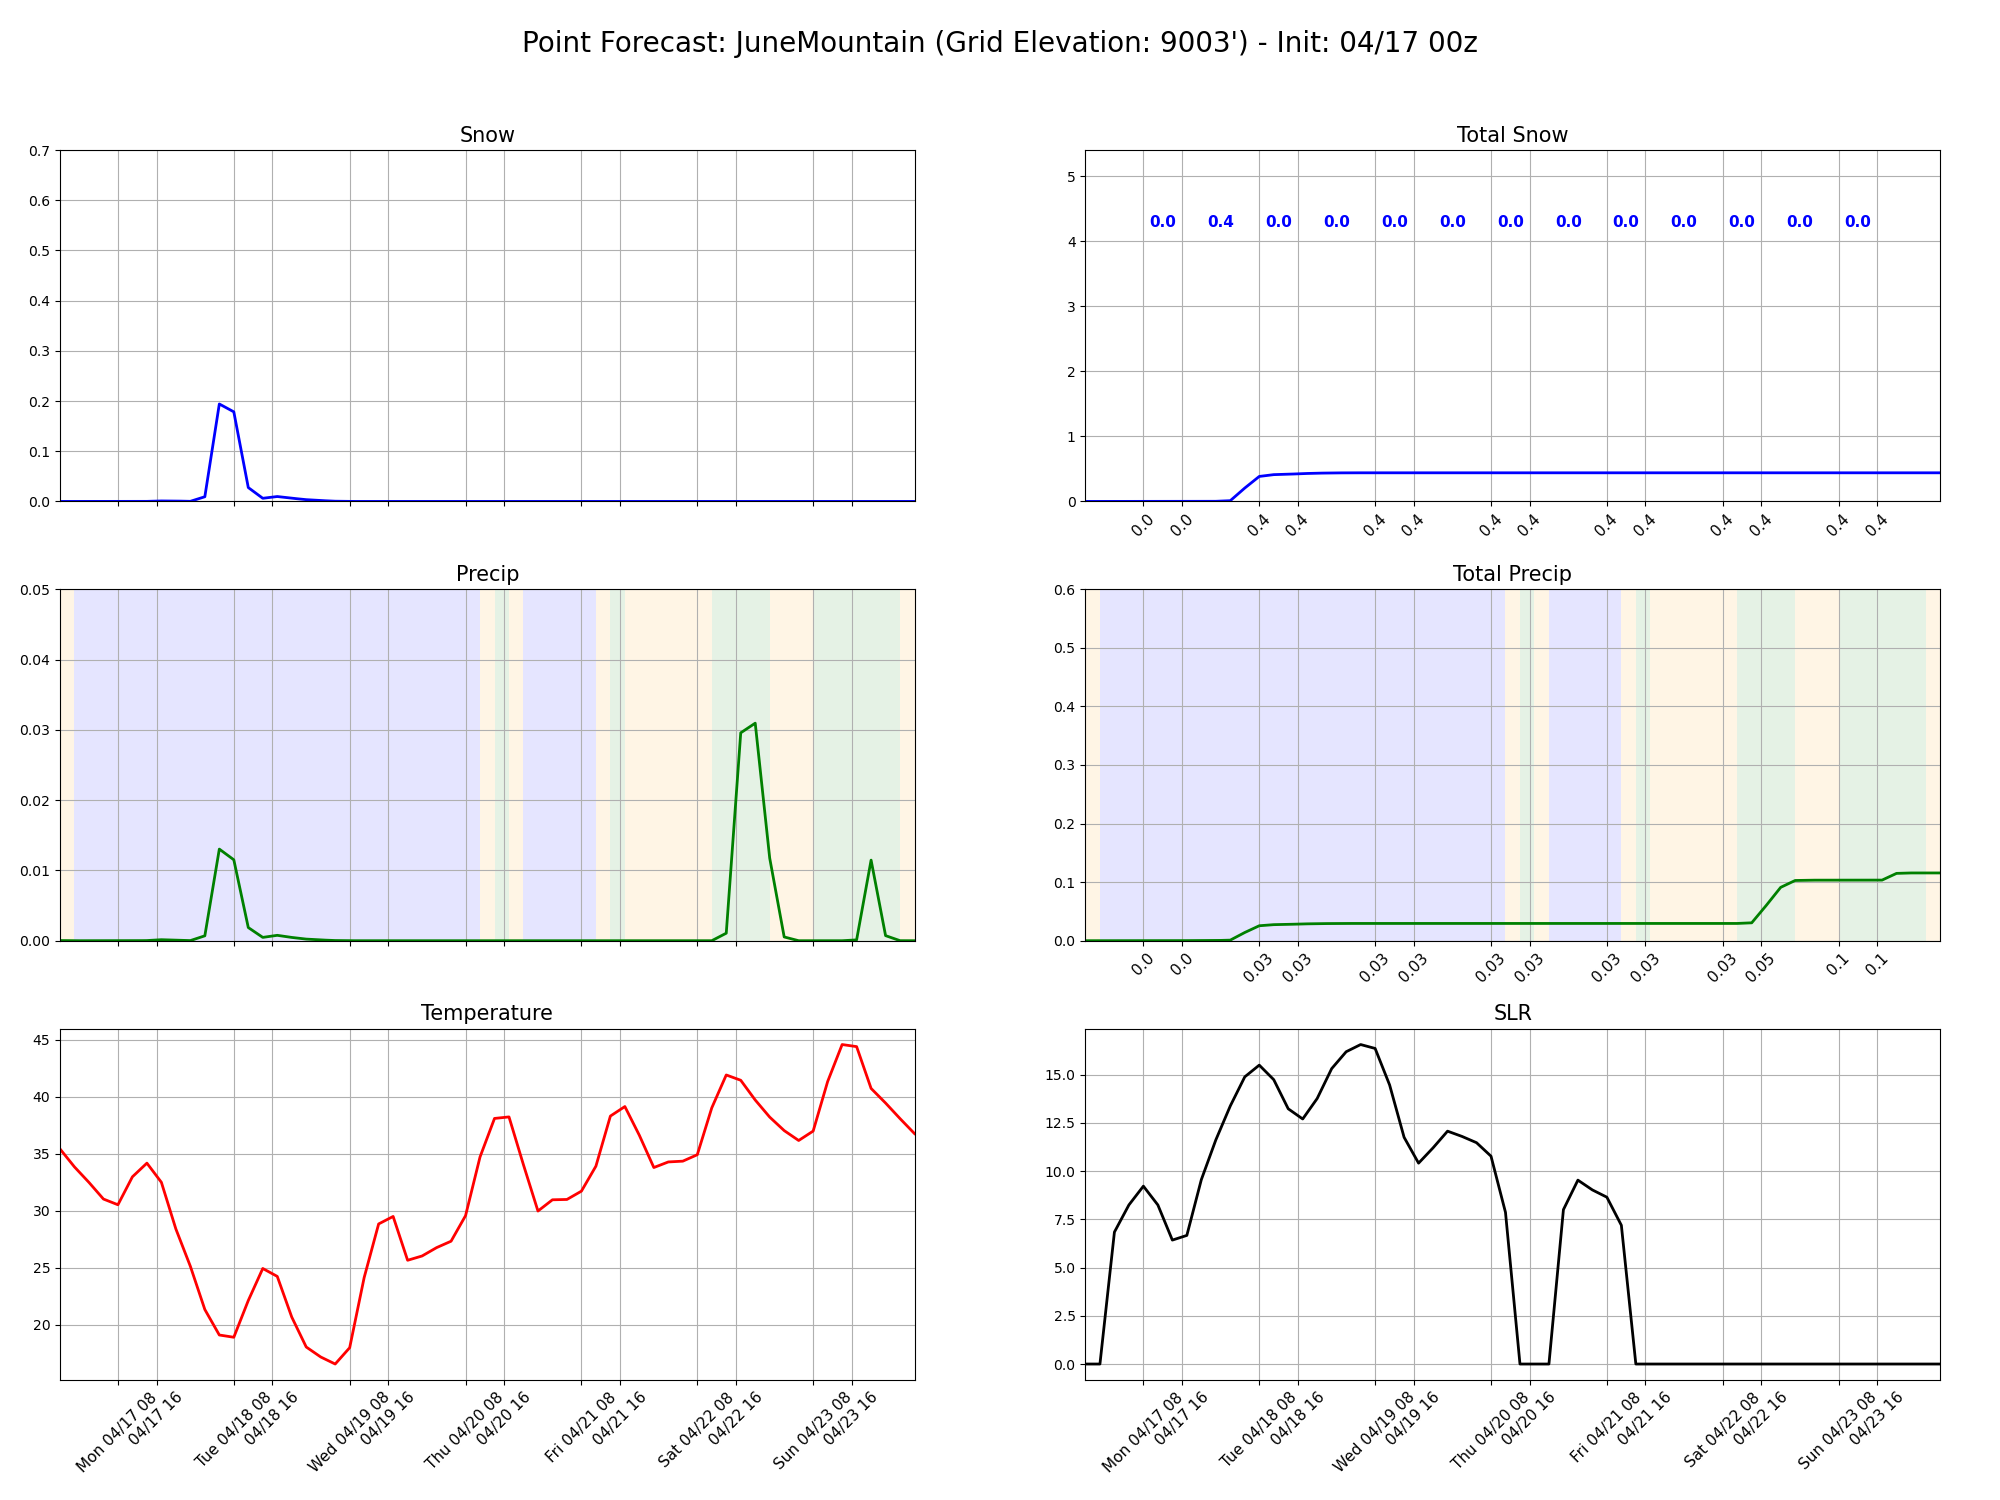 Point Forecast: JuneMountain (Grid Elevation: 9003') - Init: 04/17 00z
Snow
0.7
0.6
0.5
0.4
0.3
0.2
0.1
0.0
Total Snow
5
4
3
2
1
0
0.0 0.4 0.0 0.0 0.0 0.0 0.0 0.0 0.0 0.0 0.0 0.0 0.0
0.0 0.0 0.4 0.4 0.4 0.4 0.4 0.4 0.4 0.4 0.4 0.4 0.4 0.4
Precip
0.05
0.04
0.03
0.02
0.01
0.00
Total Precip
0.6
0.5
0.4
0.3
0.2
0.1
0.0
0.0 0.0 0.03 0.03 0.03 0.03 0.03 0.03 0.03 0.03 0.03 0.05 0.1 0.1
Temperature
45
40
35
30
25
20
Mon 04/17 08
04/17 16
Tue 04/18 08
04/18 16
Wed 04/19 08
04/19 16
Thu 04/20 08
04/20 16
Fri 04/21 08
04/21 16
Sat 04/22 08
04/22 16
Sun 04/23 08
04/23 16
SLR
15.0
12.5
10.0
7.5
5.0
2.5
0.0
Mon 04/17 08
04/17 16
Tue 04/18 08
04/18 16
Wed 04/19 08
04/19 16
Thu 04/20 08
04/20 16
Fri 04/21 08
04/21 16
Sat 04/22 08
04/22 16
Sun 04/23 08
04/23 16